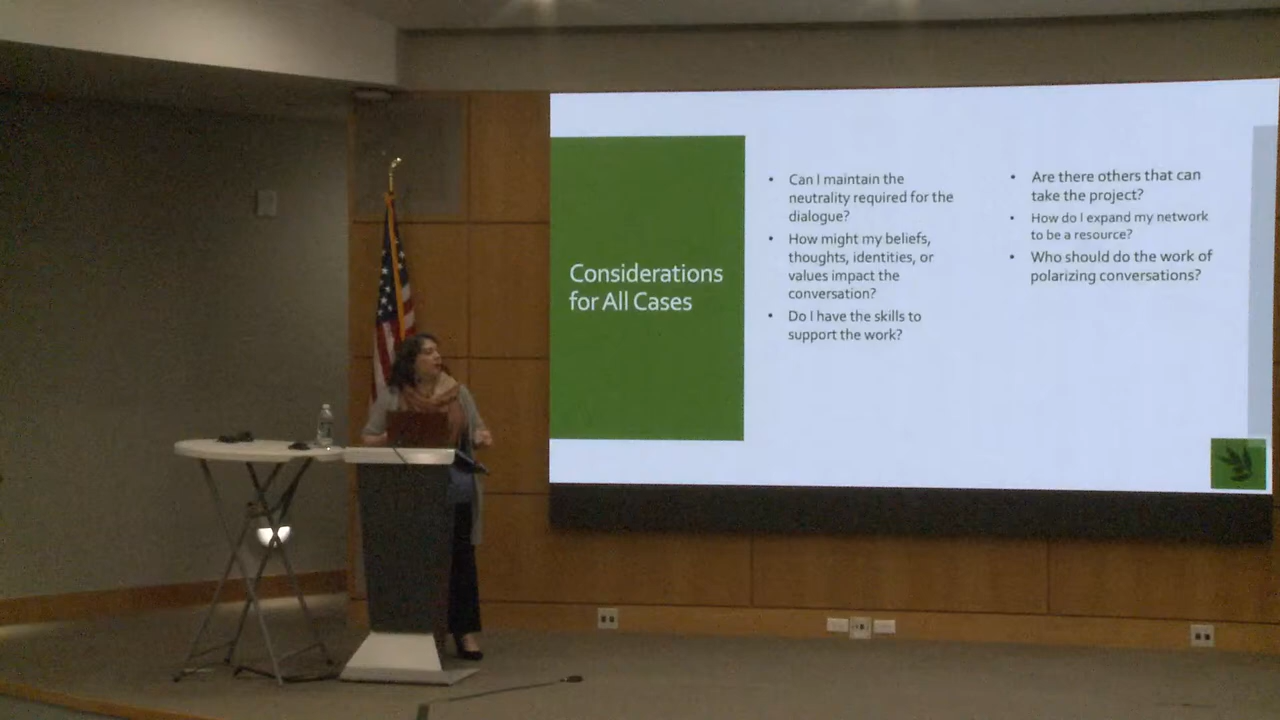 Considerations
for All Cases
• Can I maintain the
neutrality required for the
dialogue?
• How might my beliefs,
thoughts, identities, or
values impact the
conversation?
• Do I have the skills to
support the work?
• Are there others that can
take the project?
• How do I expand my network
to be a resource?
• Who should do the work of
polarizing conversations?